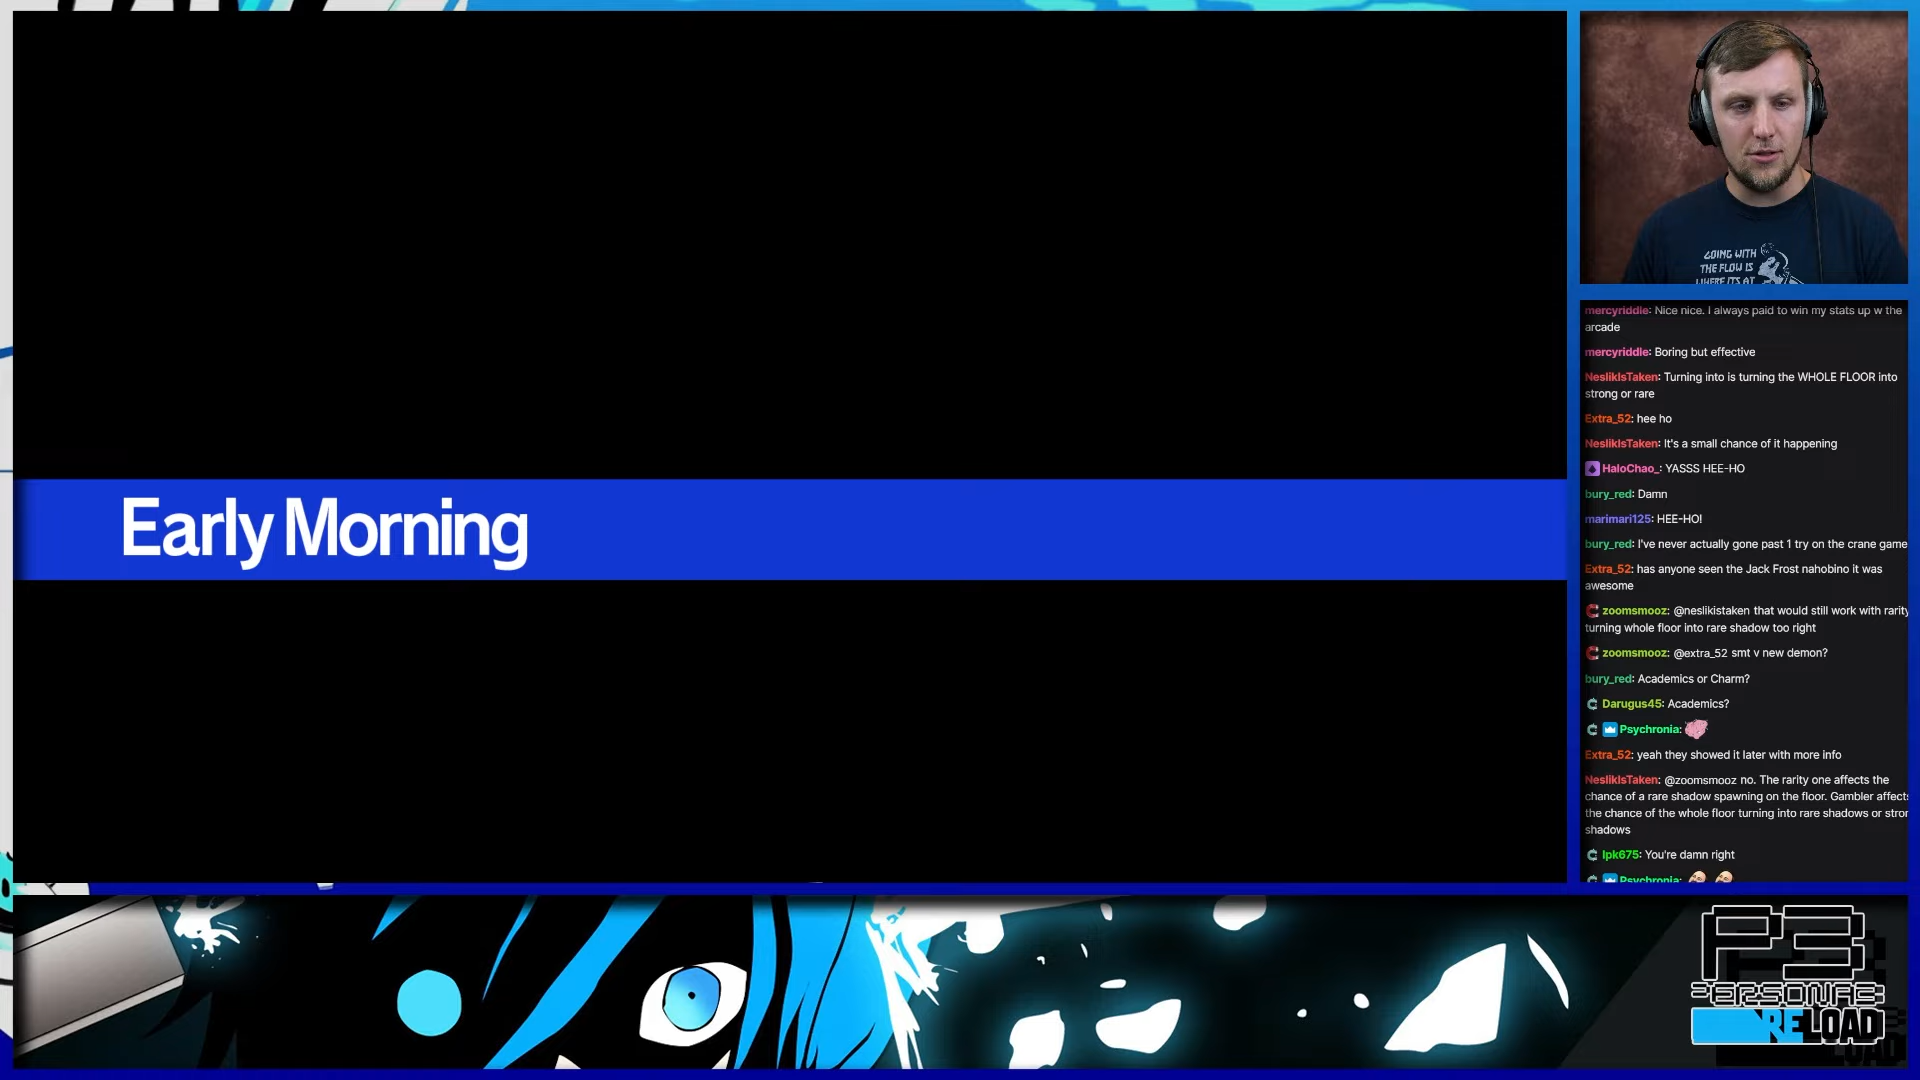 Early Morning
GOING WITH
THE FLOW IS
WHERE ITS AT
mercyriddle: Nice nice. I always paid to win my stats up w the
arcade
mercyriddle: Boring but effective
NeslikIsTaken: Turning into is turning the WHOLE FLOOR into
strong or rare
Extra_52: hee ho
NeslikIsTaken: It's a small chance of it happening
HaloChao_: YASSS HEE-HO
bury_red: Damn
marimari125: HEE-HO!
bury_red: I've never actually gone past 1 try on the crane game
Extra_52: has anyone seen the Jack Frost nahobino it was
awesome
zoomsmooz: @neslikistaken that would still work with rarity
turning whole floor into rare shadow too right
zoomsmooz: @extra_52 smt v new demon?
bury_red: Academics or Charm?
Darugus45: Academics?
Psychronia:
Extra_52: yeah they showed it later with more info
NeslikIsTaken: @zoomsmooz no. The rarity one affects the
chance of a rare shadow spawning on the floor. Gambler affects
the chance of the whole floor turning into rare shadows or stron
shadows
lpk675: You're damn right
Psychronia:
P3
PERSONA3
RELOAD